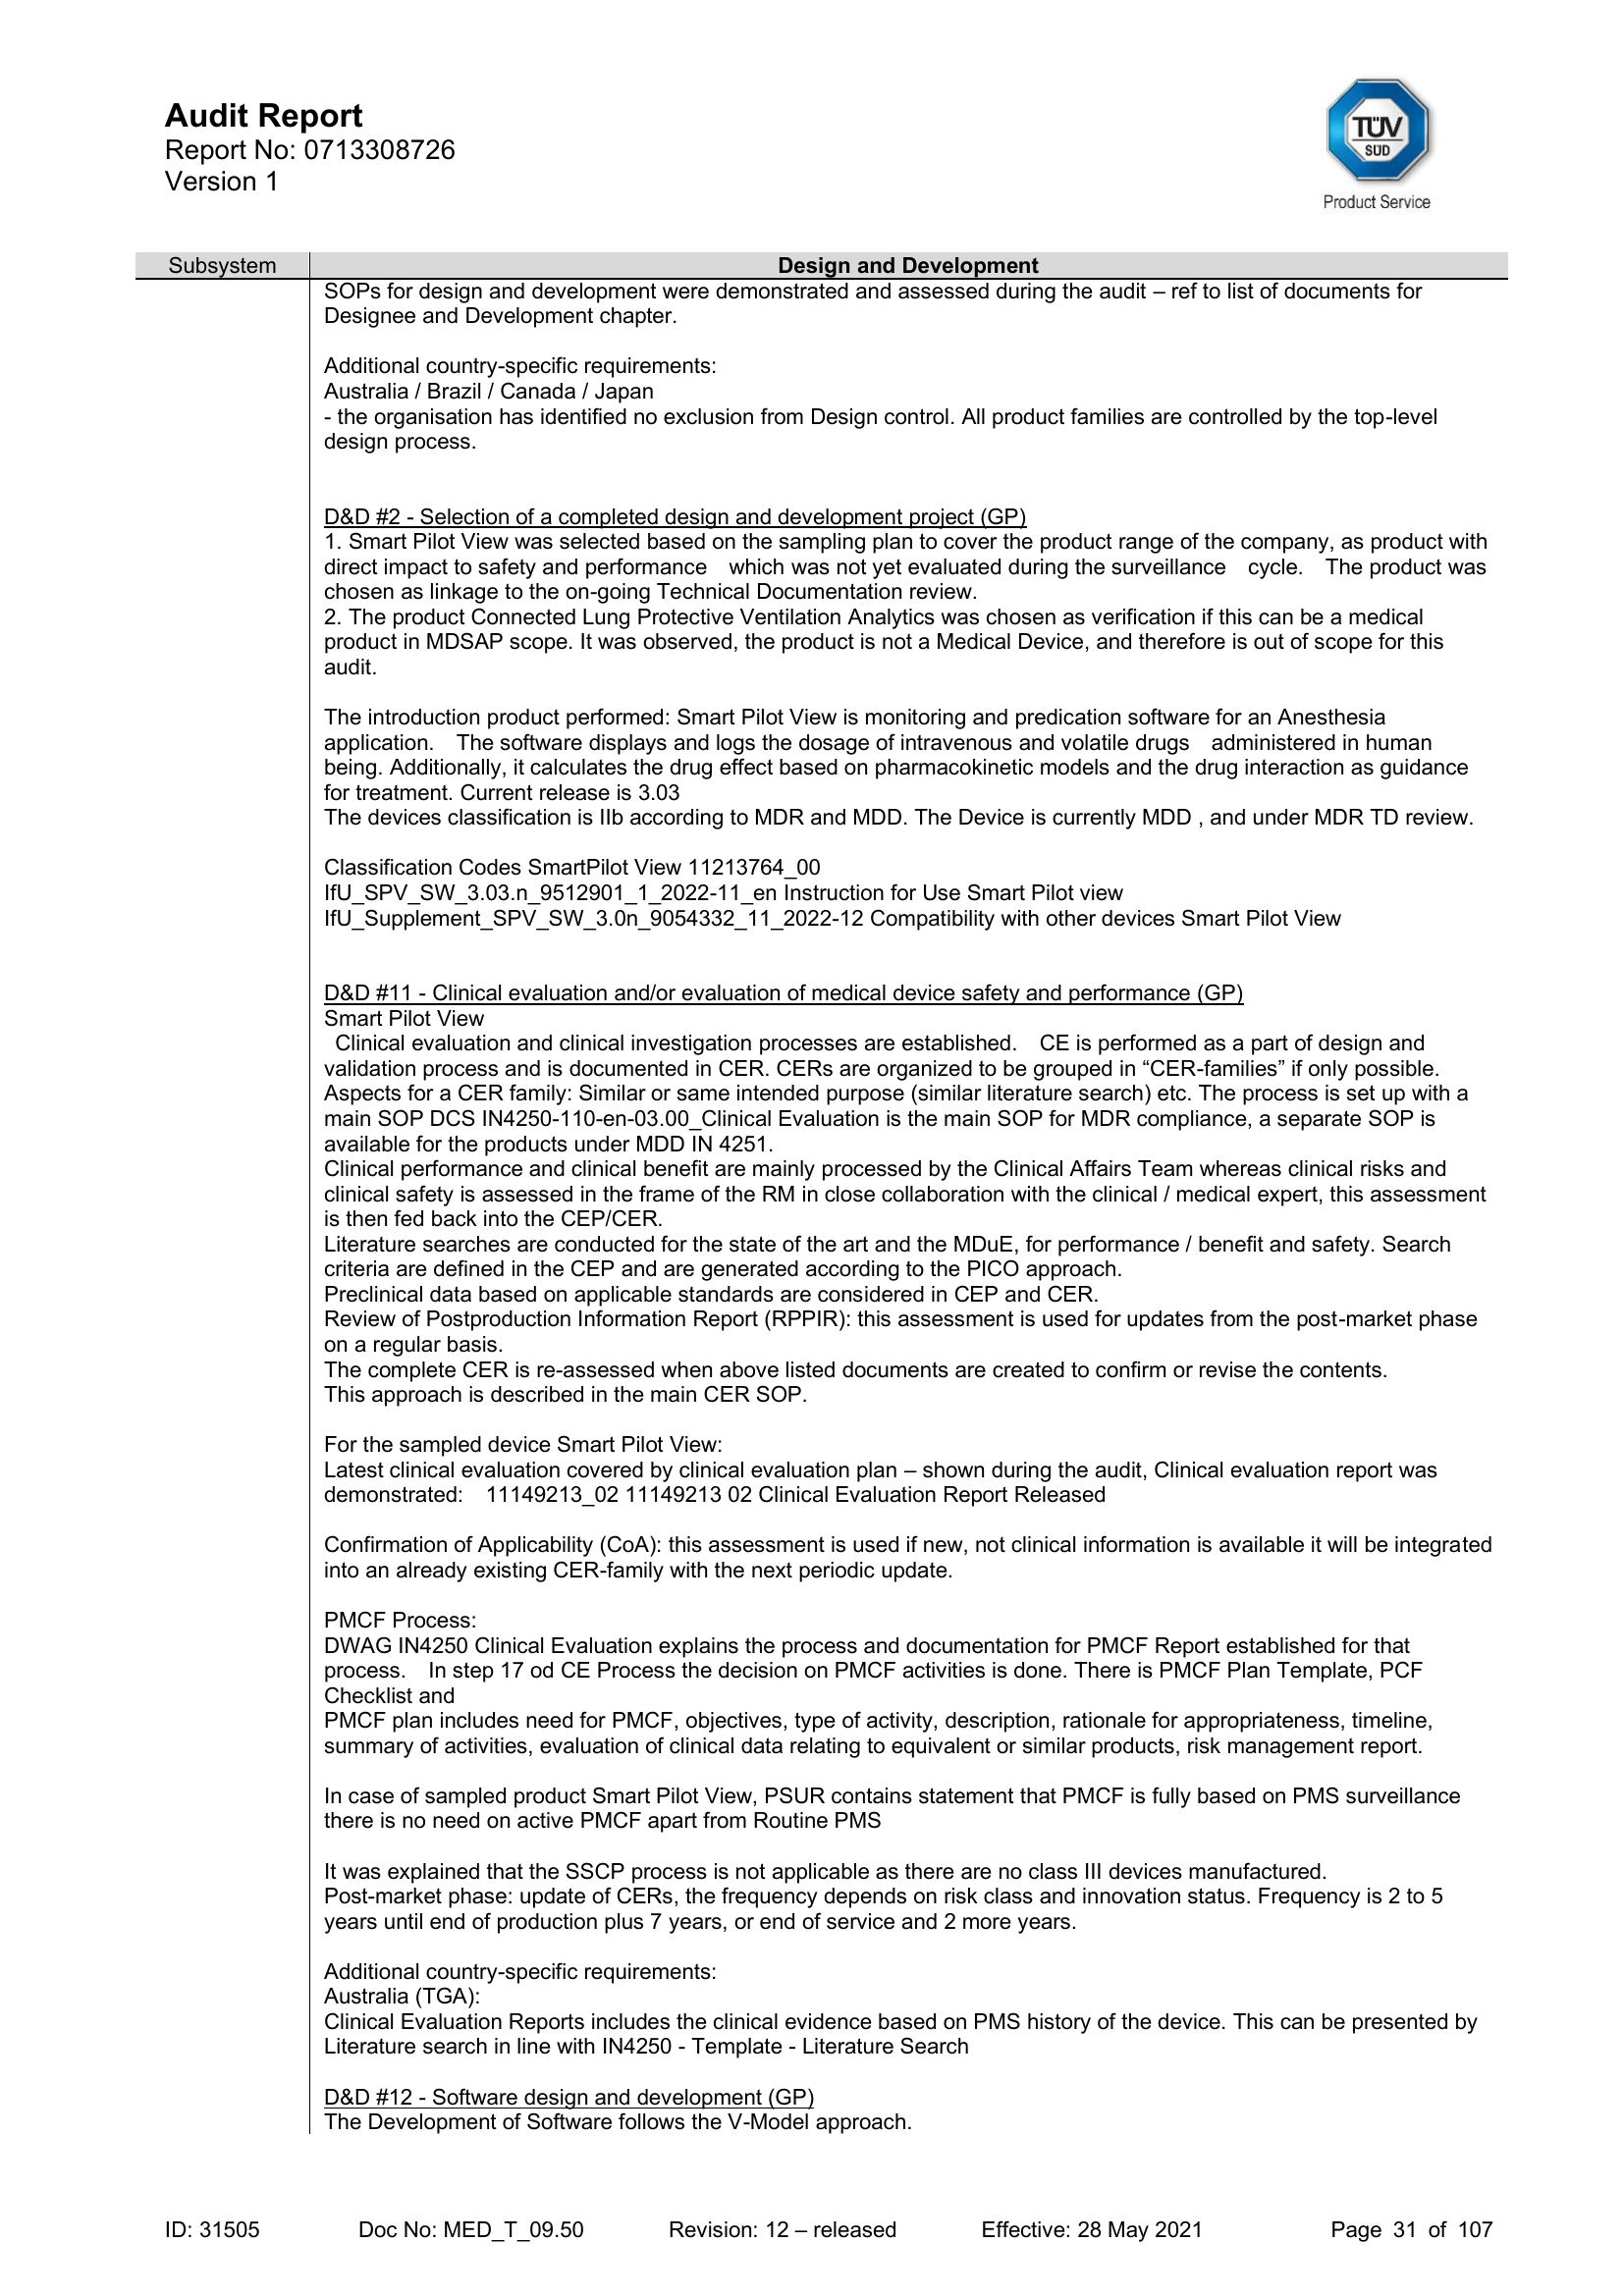 Audit Report
Report No: 0713308726
Version 1
TÜV
SÜD
Product Service
Subsystem Design and Development
SOPs for design and development were demonstrated and assessed during the audit – ref to list of documents for
Designee and Development chapter.
Additional country-specific requirements:
Australia / Brazil / Canada / Japan
- the organisation has identified no exclusion from Design control. All product families are controlled by the top-level
design process.
D&D #2 - Selection of a completed design and development project (GP)
1. Smart Pilot View was selected based on the sampling plan to cover the product range of the company, as product with
direct impact to safety and performance which was not yet evaluated during the surveillance cycle. The product was
chosen as linkage to the on-going Technical Documentation review.
2. The product Connected Lung Protective Ventilation Analytics was chosen as verification if this can be a medical
product in MDSAP scope. It was observed, the product is not a Medical Device, and therefore is out of scope for this
audit.
The introduction product performed: Smart Pilot View is monitoring and predication software for an Anesthesia
application. The software displays and logs the dosage of intravenous and volatile drugs administered in human
being. Additionally, it calculates the drug effect based on pharmacokinetic models and the drug interaction as guidance
for treatment. Current release is 3.03
The devices classification is IIb according to MDR and MDD. The Device is currently MDD , and under MDR TD review.
Classification Codes SmartPilot View 11213764_00
IfU_SPV_SW_3.03.n_9512901_1_2022-11_en Instruction for Use Smart Pilot view
IfU_Supplement_SPV_SW_3.0n_9054332_11_2022-12 Compatibility with other devices Smart Pilot View
D&D #11 - Clinical evaluation and/or evaluation of medical device safety and performance (GP)
Smart Pilot View
Clinical evaluation and clinical investigation processes are established. CE is performed as a part of design and
validation process and is documented in CER. CERs are organized to be grouped in “CER-families” if only possible.
Aspects for a CER family: Similar or same intended purpose (similar literature search) etc. The process is set up with a
main SOP DCS IN4250-110-en-03.00_Clinical Evaluation is the main SOP for MDR compliance, a separate SOP is
available for the products under MDD IN 4251.
Clinical performance and clinical benefit are mainly processed by the Clinical Affairs Team whereas clinical risks and
clinical safety is assessed in the frame of the RM in close collaboration with the clinical / medical expert, this assessment
is then fed back into the CEP/CER.
Literature searches are conducted for the state of the art and the MDuE, for performance / benefit and safety. Search
criteria are defined in the CEP and are generated according to the PICO approach.
Preclinical data based on applicable standards are considered in CEP and CER.
Review of Postproduction Information Report (RPPIR): this assessment is used for updates from the post-market phase
on a regular basis.
The complete CER is re-assessed when above listed documents are created to confirm or revise the contents.
This approach is described in the main CER SOP.
For the sampled device Smart Pilot View:
Latest clinical evaluation covered by clinical evaluation plan – shown during the audit, Clinical evaluation report was
demonstrated: 11149213_02 11149213 02 Clinical Evaluation Report Released
Confirmation of Applicability (CoA): this assessment is used if new, not clinical information is available it will be integrated
into an already existing CER-family with the next periodic update.
PMCF Process:
DWAG IN4250 Clinical Evaluation explains the process and documentation for PMCF Report established for that
process. In step 17 od CE Process the decision on PMCF activities is done. There is PMCF Plan Template, PCF
Checklist and
PMCF plan includes need for PMCF, objectives, type of activity, description, rationale for appropriateness, timeline,
summary of activities, evaluation of clinical data relating to equivalent or similar products, risk management report.
In case of sampled product Smart Pilot View, PSUR contains statement that PMCF is fully based on PMS surveillance
there is no need on active PMCF apart from Routine PMS
It was explained that the SSCP process is not applicable as there are no class III devices manufactured.
Post-market phase: update of CERs, the frequency depends on risk class and innovation status. Frequency is 2 to 5
years until end of production plus 7 years, or end of service and 2 more years.
Additional country-specific requirements:
Australia (TGA):
Clinical Evaluation Reports includes the clinical evidence based on PMS history of the device. This can be presented by
Literature search in line with IN4250 - Template - Literature Search
D&D #12 - Software design and development (GP)
The Development of Software follows the V-Model approach.
ID: 31505 Doc No: MED_T_09.50 Revision: 12 – released Effective: 28 May 2021 Page 31 of 107